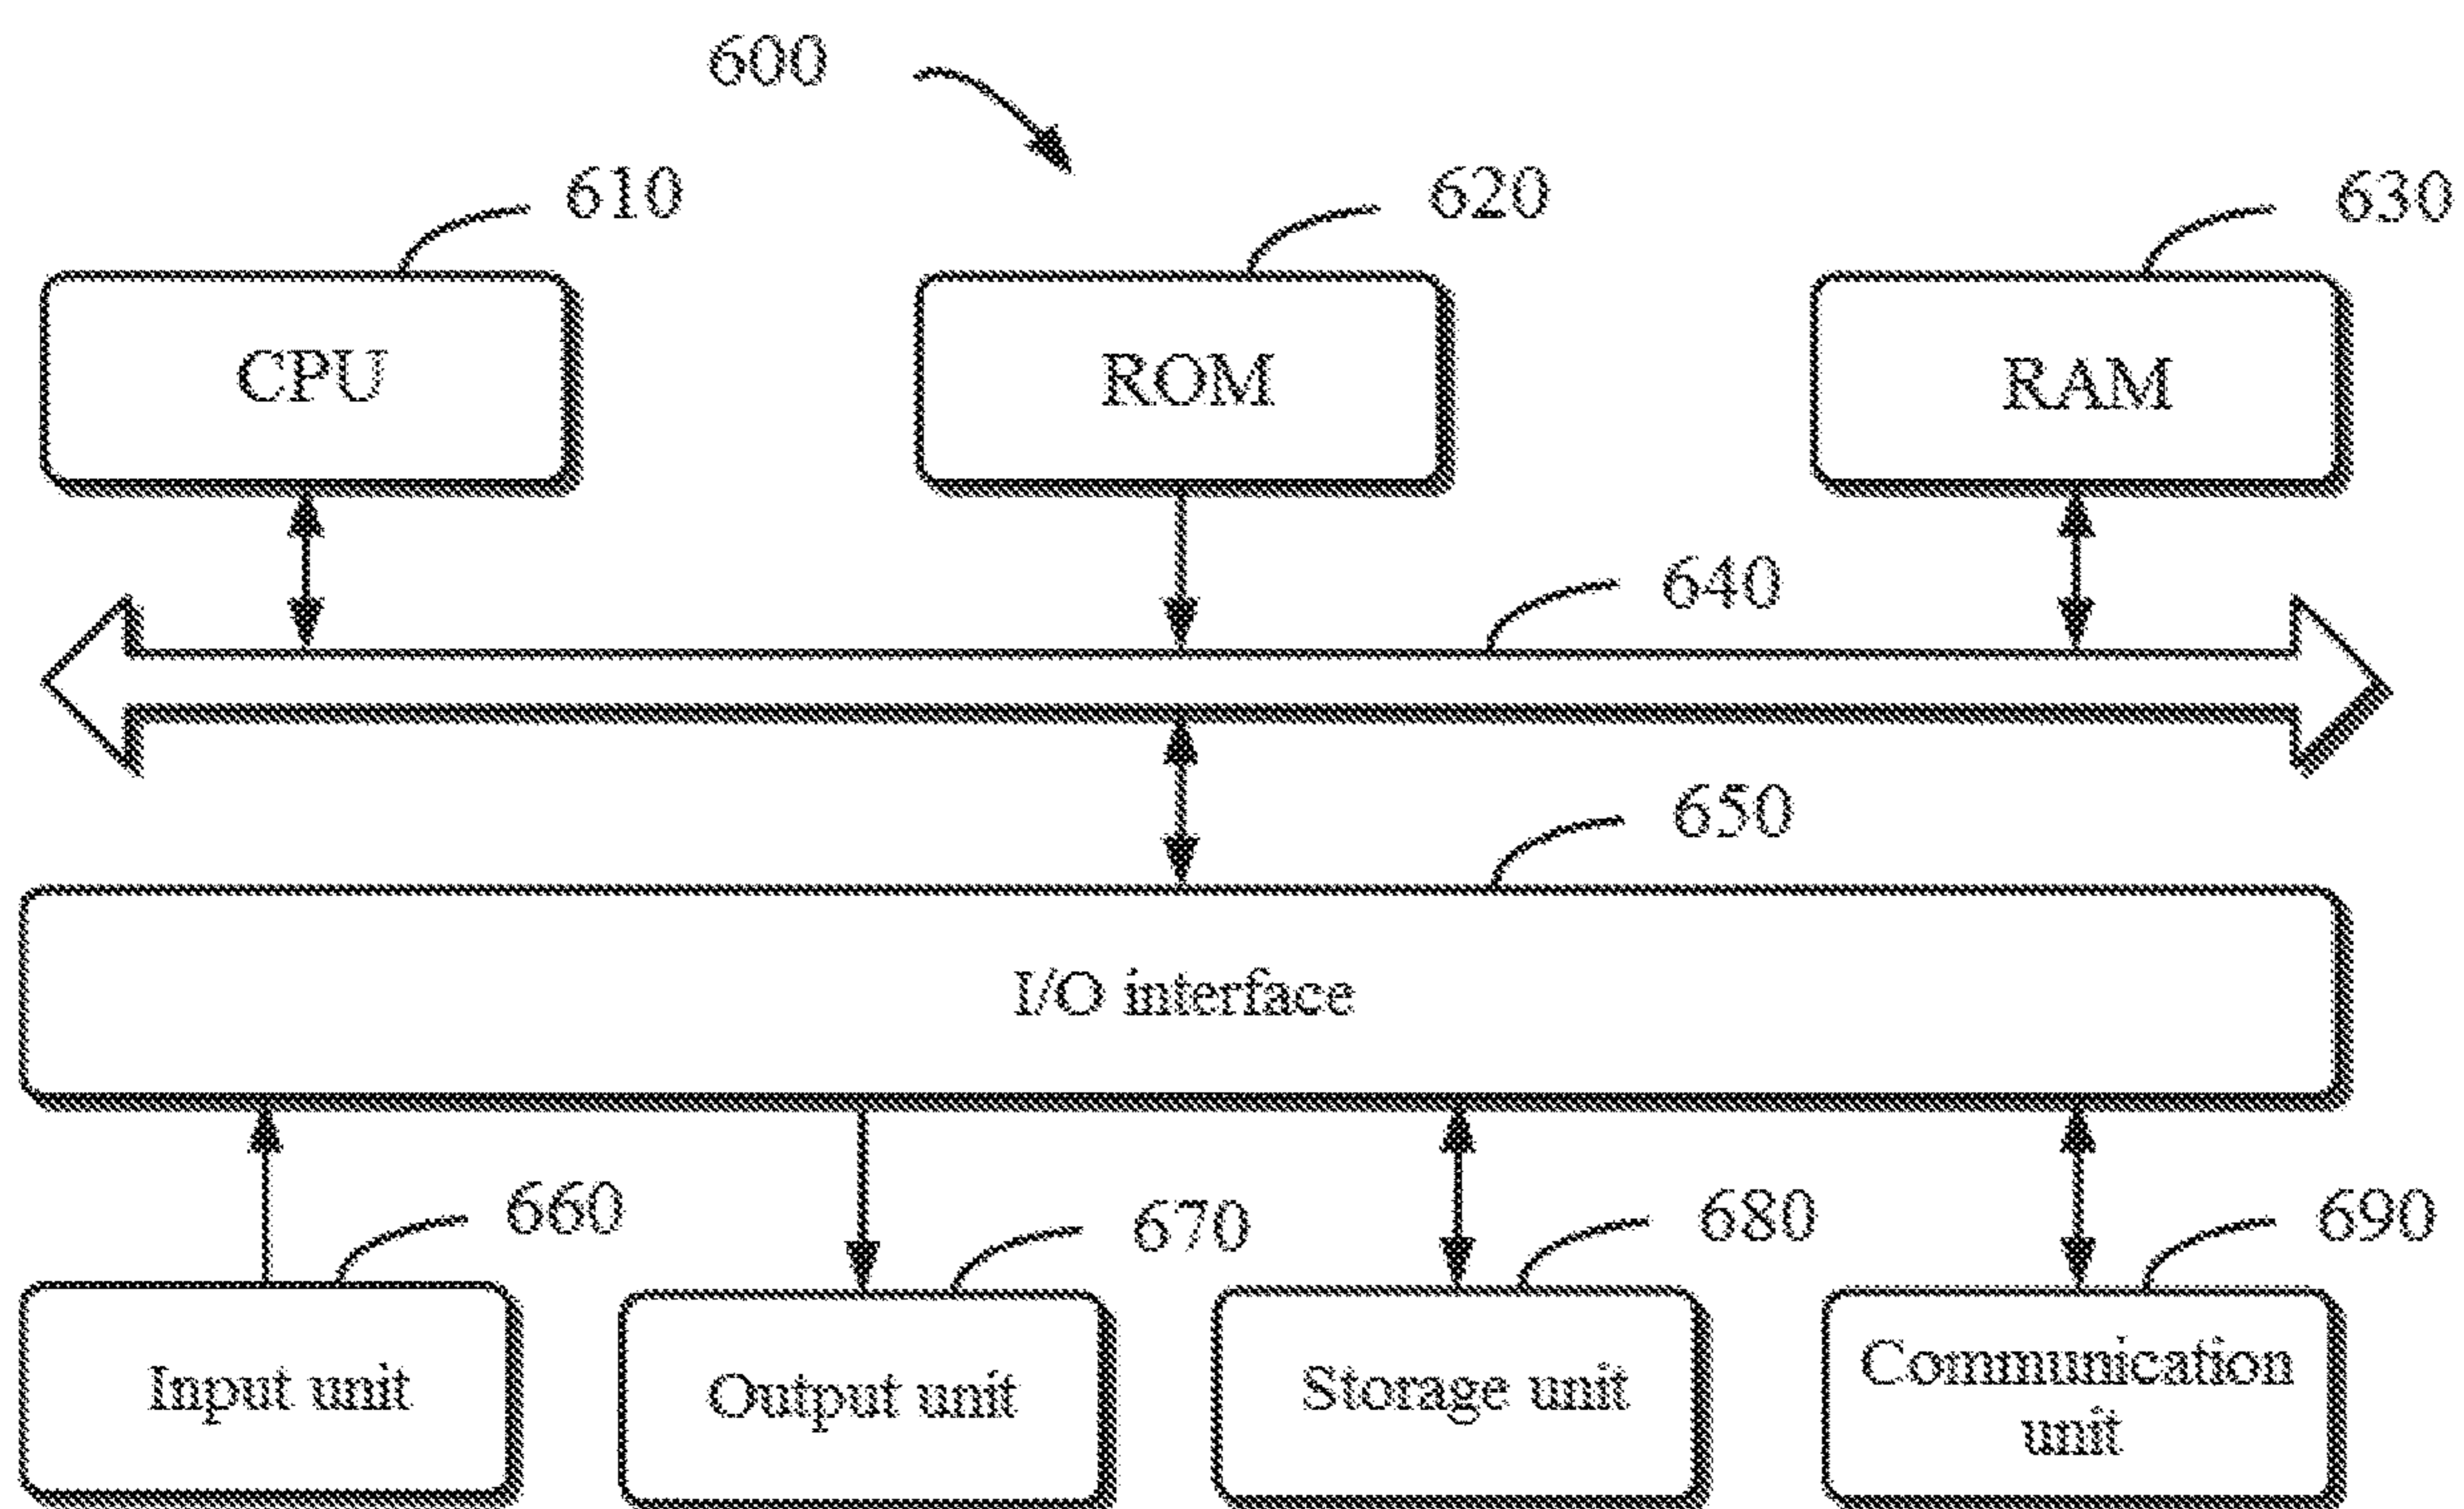 600
610
620
630
CPU
ROM
RAM
640
650
I/O interface
660
670
680
690
Input unit
Output unit
Storage unit
Communication
unit